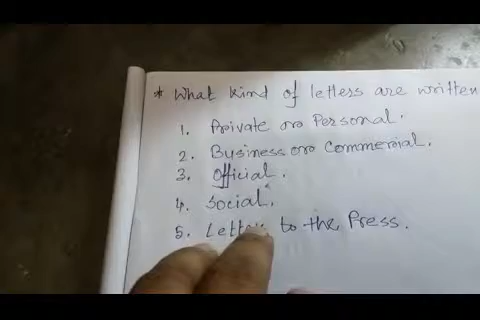 * What kind of letters are written
1. Private or Personal.
2. Business or Commercial.
3. Official.
4. Social.
5. Letters to the Press.